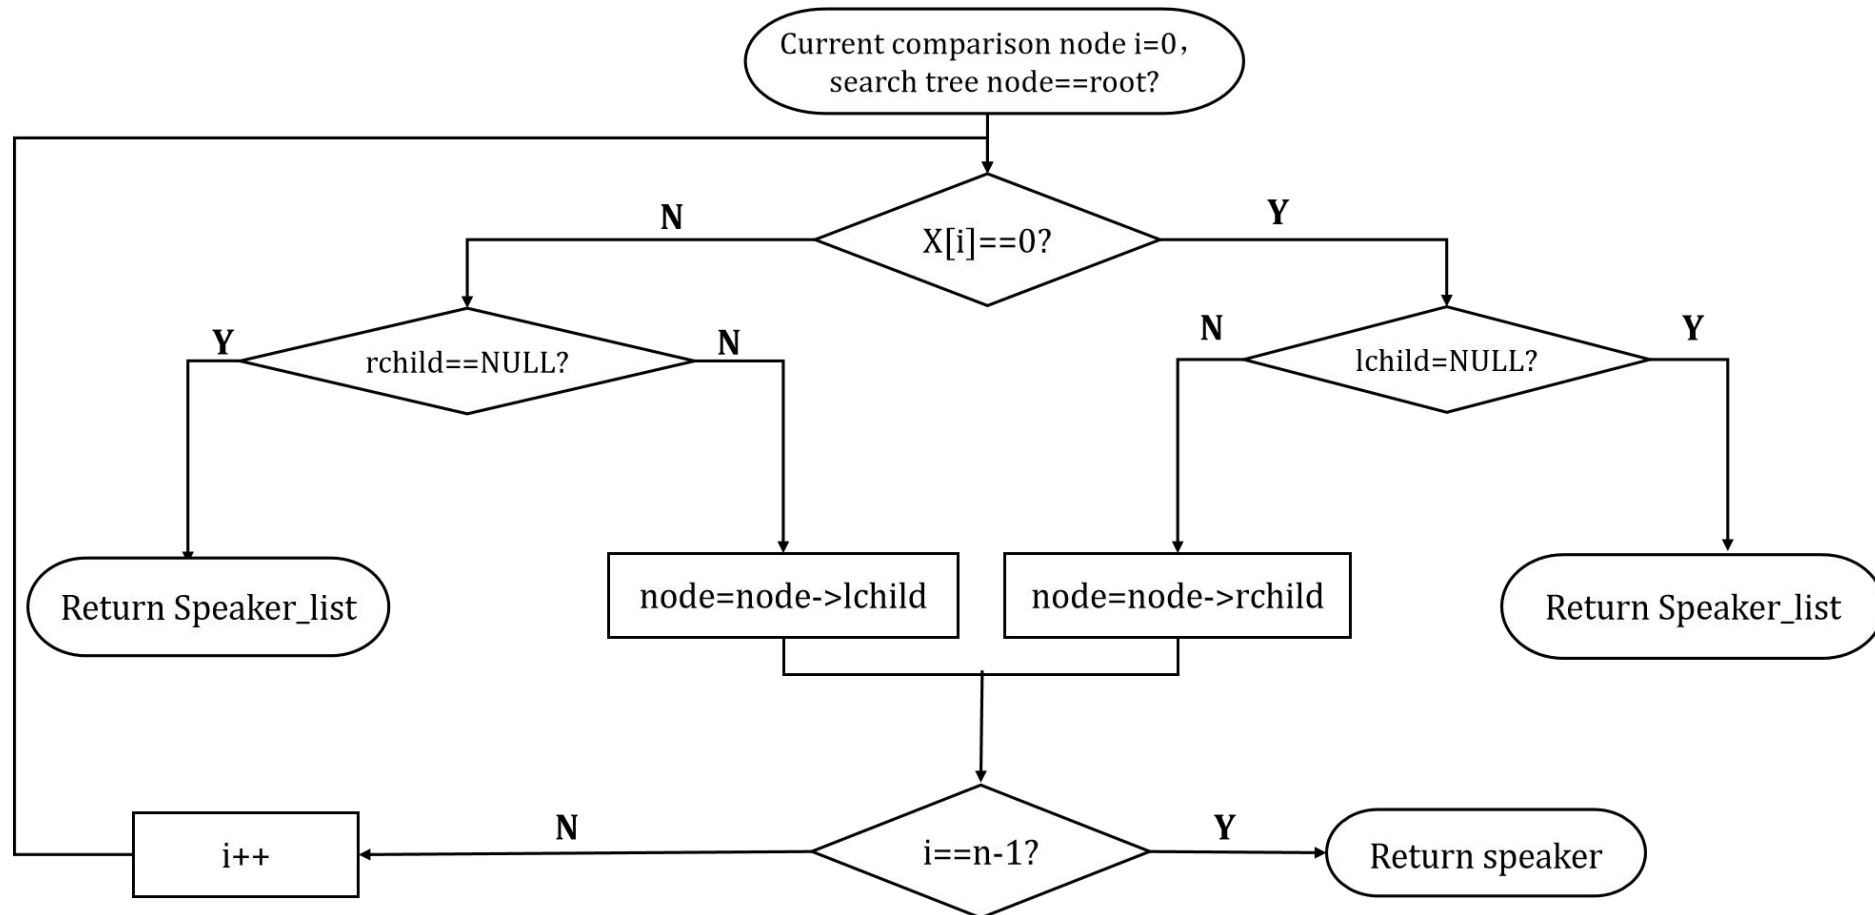 Current comparison node i=0,
search tree node==root?
N
Y
X[i]==0?
Y
rchild==NULL?
N
N
lchild=NULL?
Y
Return Speaker_list
node=node->lchild
node=node->rchild
Return Speaker_list
i++
N
i==n-1?
Y
Return speaker